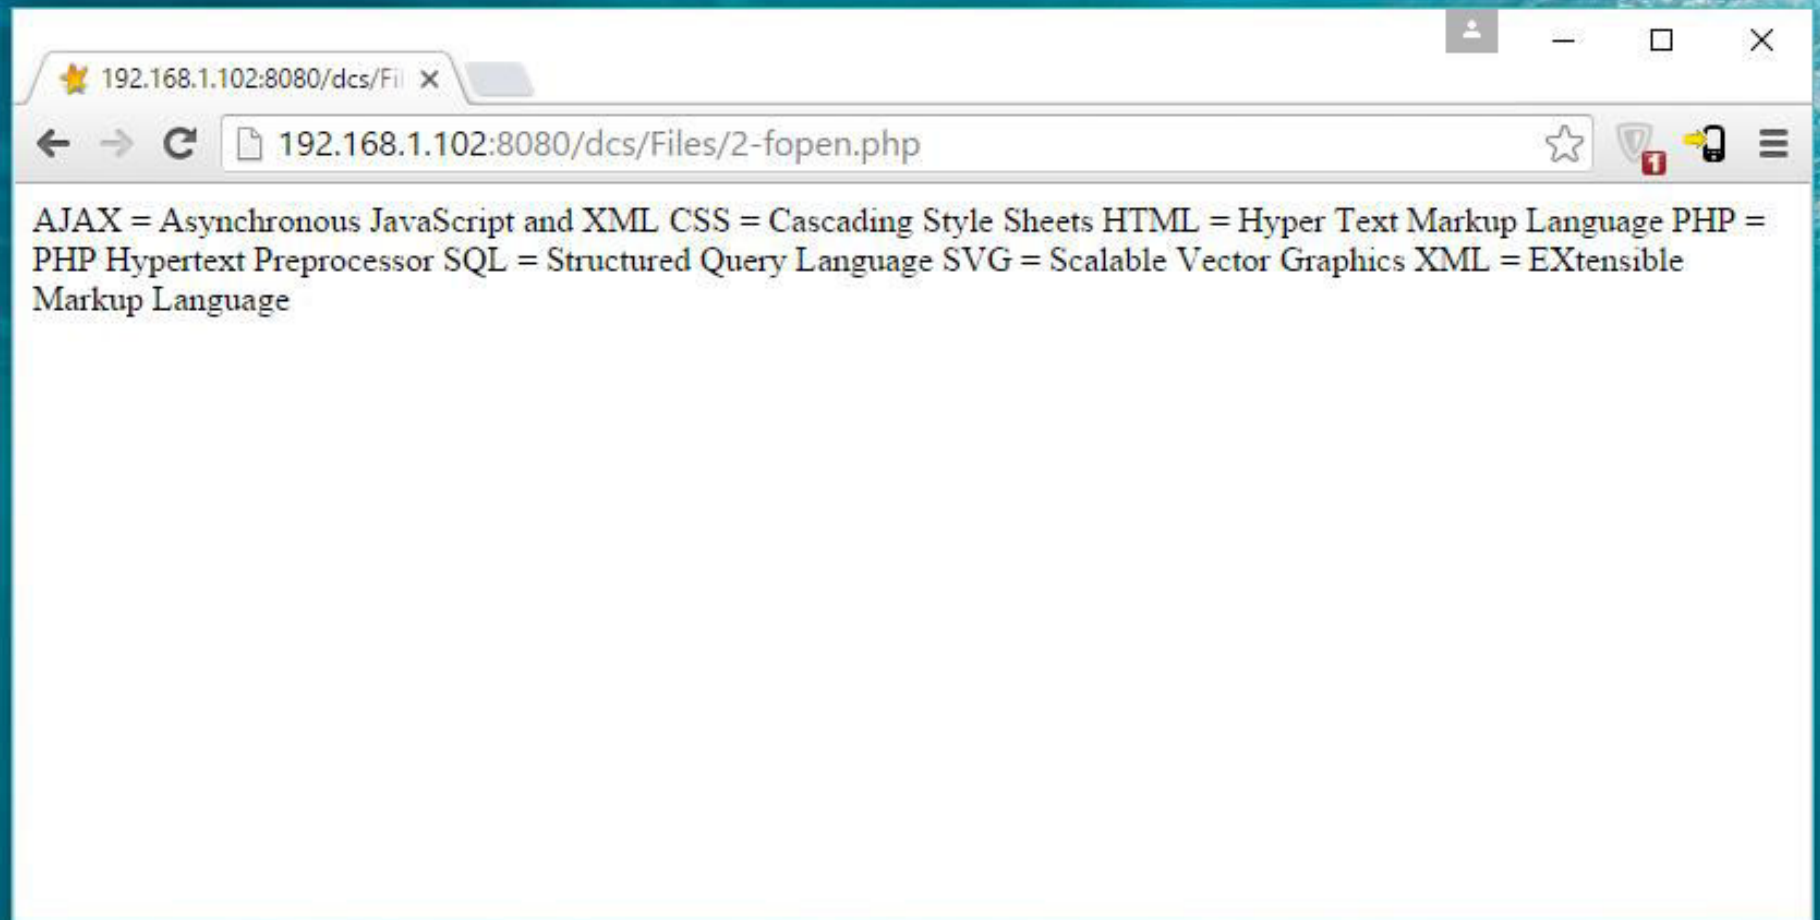 192.168.1.102:8080/dcs/Fil
192.168.1.102:8080/dcs/Files/2-fopen.php
1
AJAX = Asynchronous JavaScript and XML CSS = Cascading Style Sheets HTML = Hyper Text Markup Language PHP =
PHP Hypertext Preprocessor SQL = Structured Query Language SVG = Scalable Vector Graphics XML = EXtensible
Markup Language